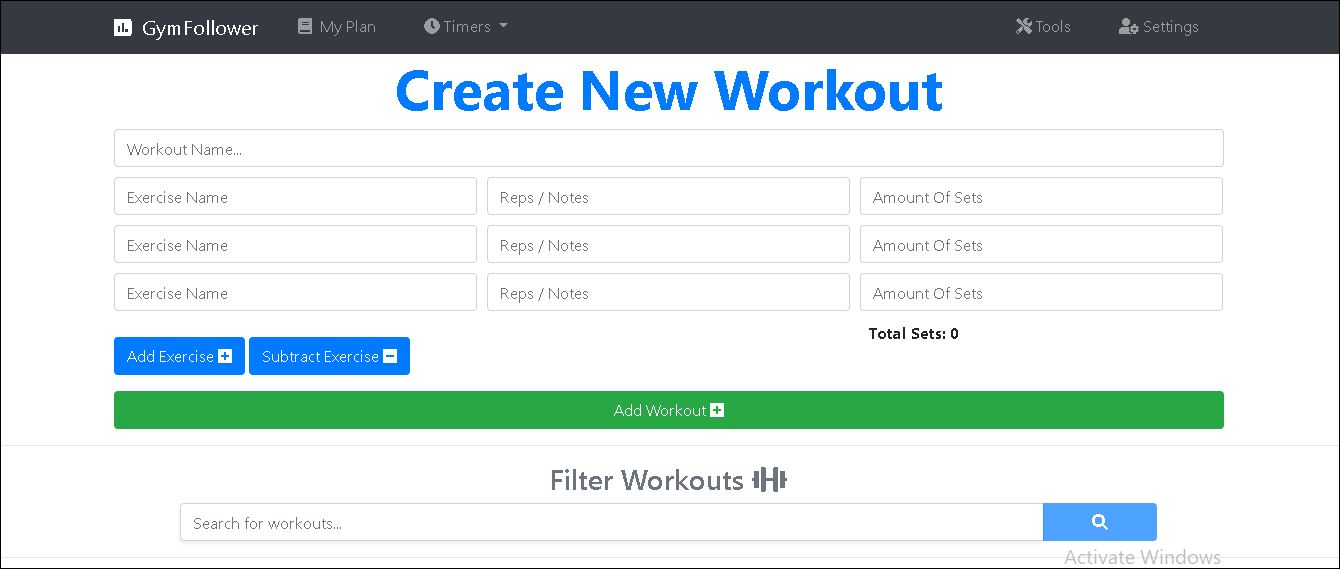 GymFollower My Plan Timers Tools Settings
Create New Workout
Workout Name...
Exercise Name Reps / Notes Amount Of Sets
Exercise Name Reps / Notes Amount Of Sets
Exercise Name Reps / Notes Amount Of Sets
Total Sets: 0
Add Exercise Subtract Exercise
Add Workout
Filter Workouts
Search for workouts...
Activate Windows